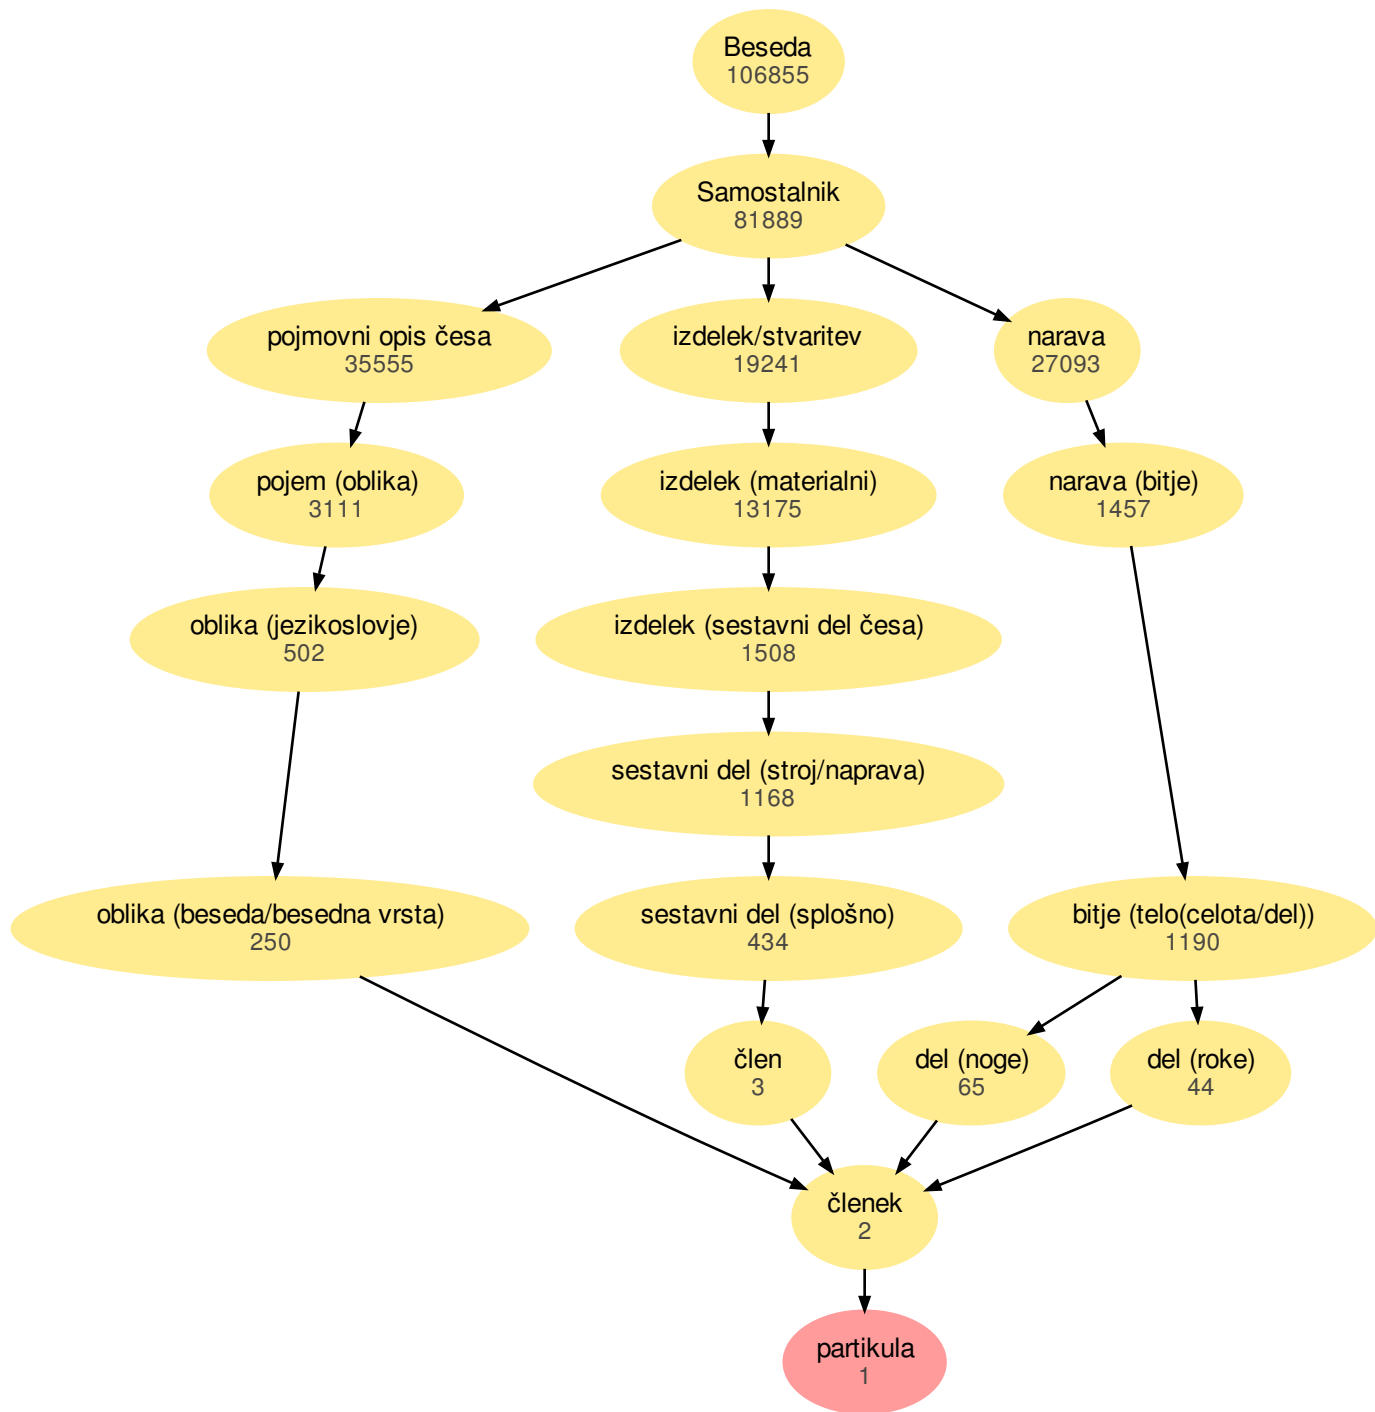 Beseda
106855
Samostalnik
81889
pojmovni opis česa
35555
izdelek/stvaritev
19241
narava
27093
pojem (oblika)
3111
izdelek (materialni)
13175
narava (bitje)
1457
oblika (jezikoslovje)
502
izdelek (sestavni del česa)
1508
sestavni del (stroj/naprava)
1168
oblika (beseda/besedna vrsta)
250
sestavni del (splošno)
434
bitje (telo(celota/del))
1190
člen
3
del (noge)
65
del (roke)
44
členek
2
partikula
1